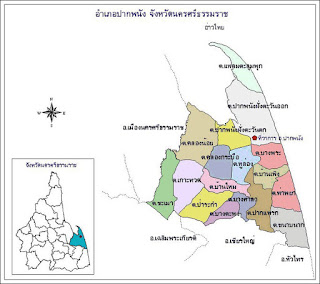 อำเภอปากพนัง จังหวัดนครศรีธรรมราช
อ่าวไทย
ต.แหลมตะลุมพุก
ต.ปากพนังฝั่งตะวันออก
อ.เมืองนครศรีธรรมราช
ต.ปากพนังฝั่งตะวันตก
ที่ว่าการ อ.ปากพนัง
ต.คลองน้อย
ต.บางพระ
ต.คลองกระบือ
ต.หูล่อง
ต.บ้านเพิง
จังหวัดนครศรีธรรมราช
ต.เกาะทวด
ต.บ้านใหม่
ต.ท่าพยา
ต.ชะเมา
ต.บางศาลา
ต.ป่าระกำ
ต.บางตะพง
ต.ปากแพรก
ต.ขนาบนาก
อ.เฉลิมพระเกียรติ
อ.เชียรใหญ่
อ.หัวไทร